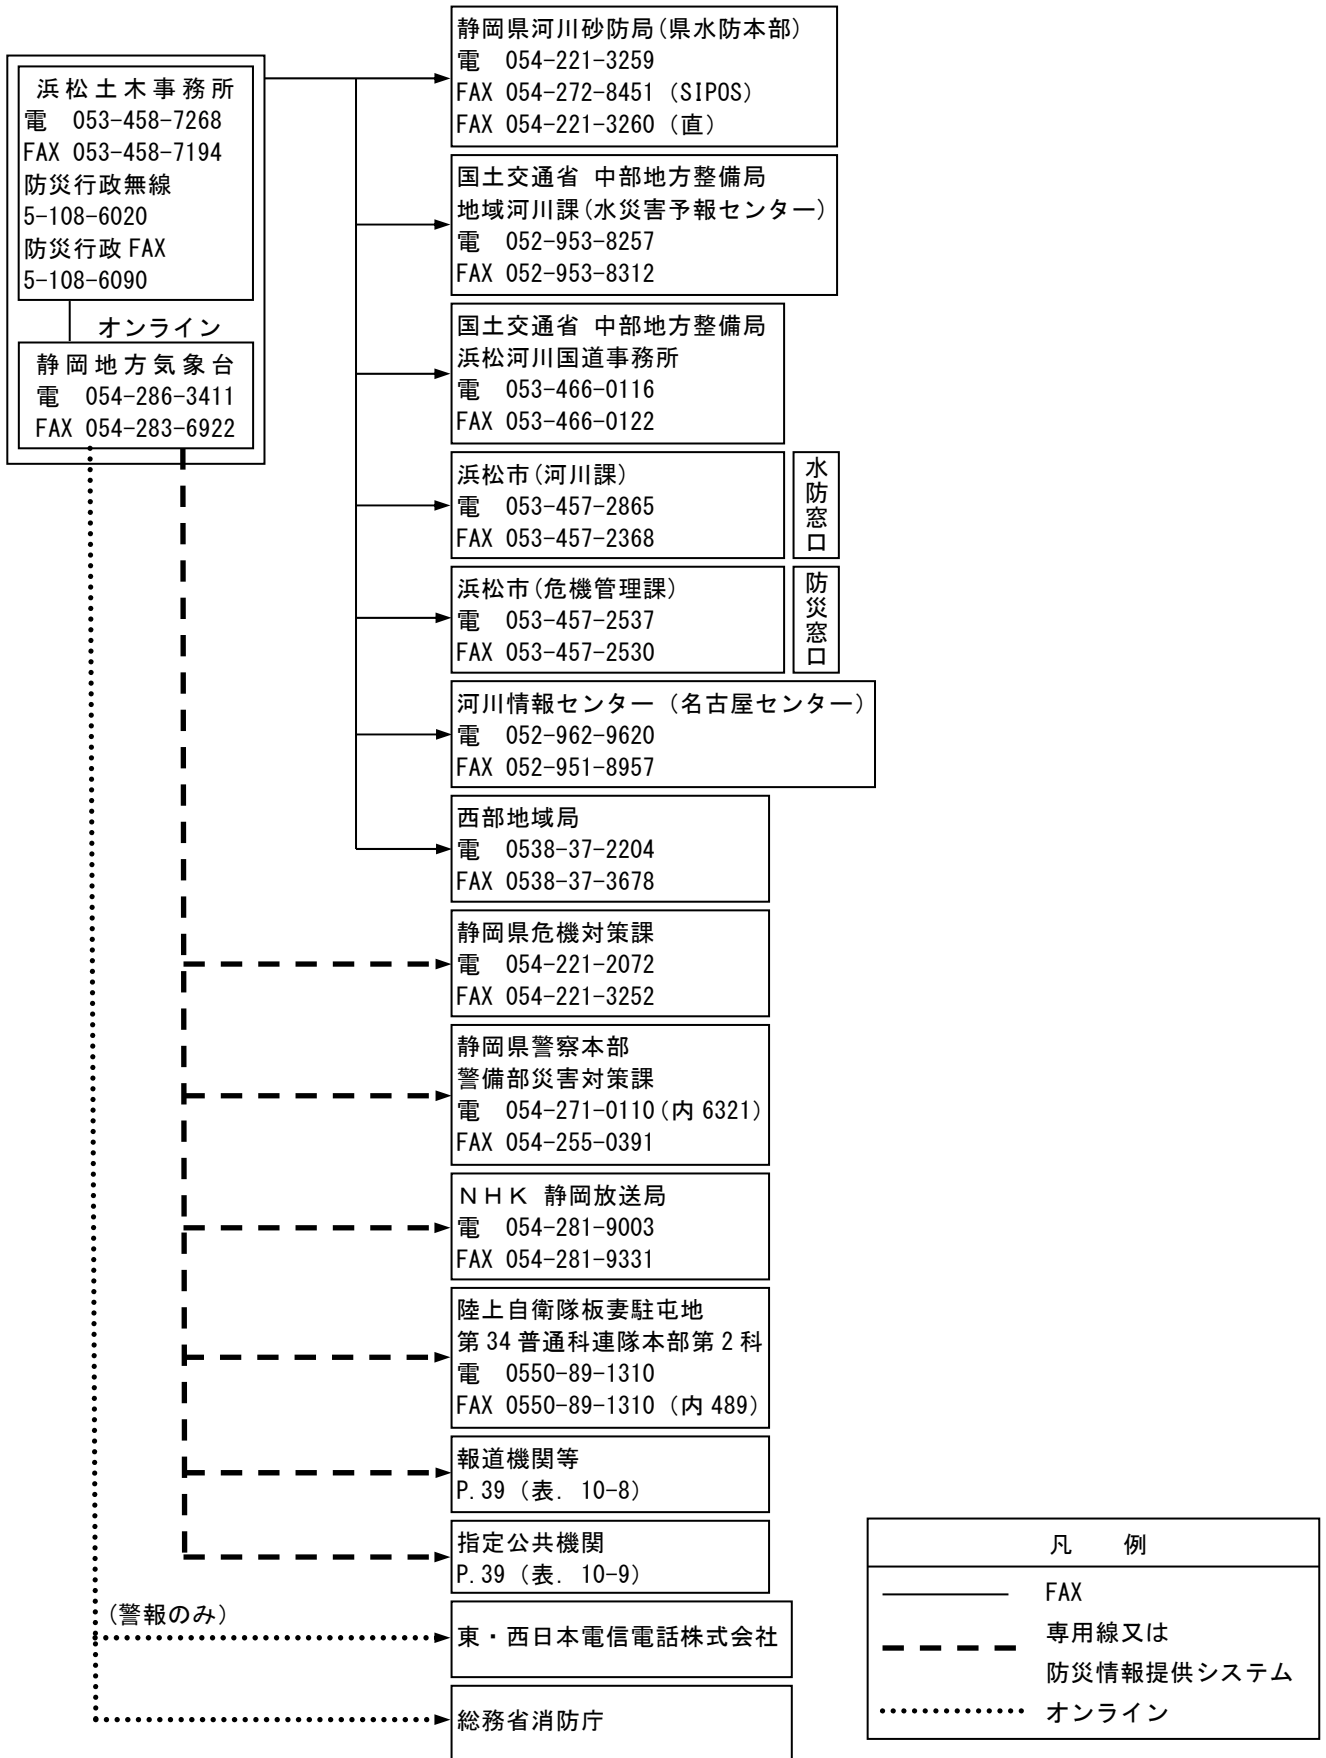 浜松土木事務所
電 053-458-7268
FAX 053-458-7194
防災行政無線
5-108-6020
防災行政 FAX
5-108-6090
オンライン
静岡地方気象台
電 054-286-3411
FAX 054-283-6922
静岡県河川砂防局(県水防本部)
電 054-221-3259
FAX 054-272-8451 (SIPOS)
FAX 054-221-3260 (直)
国土交通省 中部地方整備局
地域河川課(水災害予報センター)
電 052-953-8257
FAX 052-953-8312
国土交通省 中部地方整備局
浜松河川国道事務所
電 053-466-0116
FAX 053-466-0122
浜松市(河川課)
電 053-457-2865
FAX 053-457-2368
水防窓口
浜松市(危機管理課)
電 053-457-2537
FAX 053-457-2530
防災窓口
河川情報センター (名古屋センター)
電 052-962-9620
FAX 052-951-8957
西部地域局
電 0538-37-2204
FAX 0538-37-3678
静岡県危機対策課
電 054-221-2072
FAX 054-221-3252
静岡県警察本部
警備部災害対策課
電 054-271-0110(内 6321)
FAX 054-255-0391
NHK 静岡放送局
電 054-281-9003
FAX 054-281-9331
陸上自衛隊板妻駐屯地
第 34 普通科連隊本部第 2 科
電 0550-89-1310
FAX 0550-89-1310 (内 489)
報道機関等
P.39 (表. 10-8)
指定公共機関
P.39 (表. 10-9)
(警報のみ)
東・西日本電信電話株式会社
総務省消防庁
凡 例
FAX
専用線又は
防災情報提供システム
オンライン